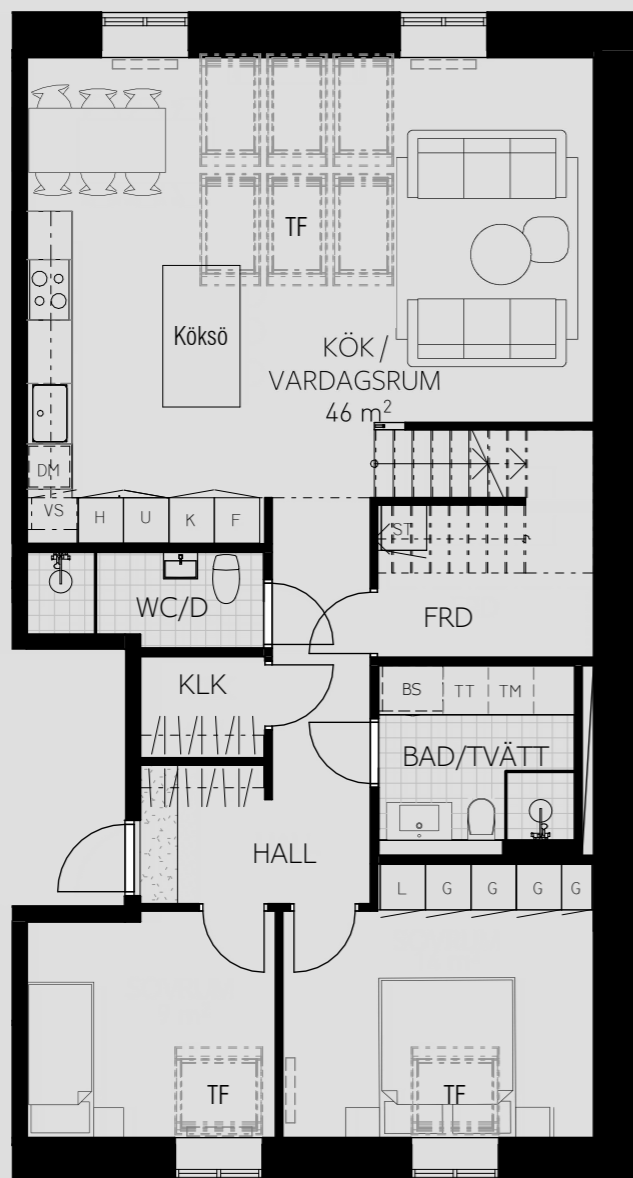 TF
Köksö
KÖK /
VARDAGSRUM
46 m²
DM
VS
H U K F
ST
WC/D
FRD
KLK
BS TT TM
BAD/TVÄTT
HALL
L G G G G
TF
TF